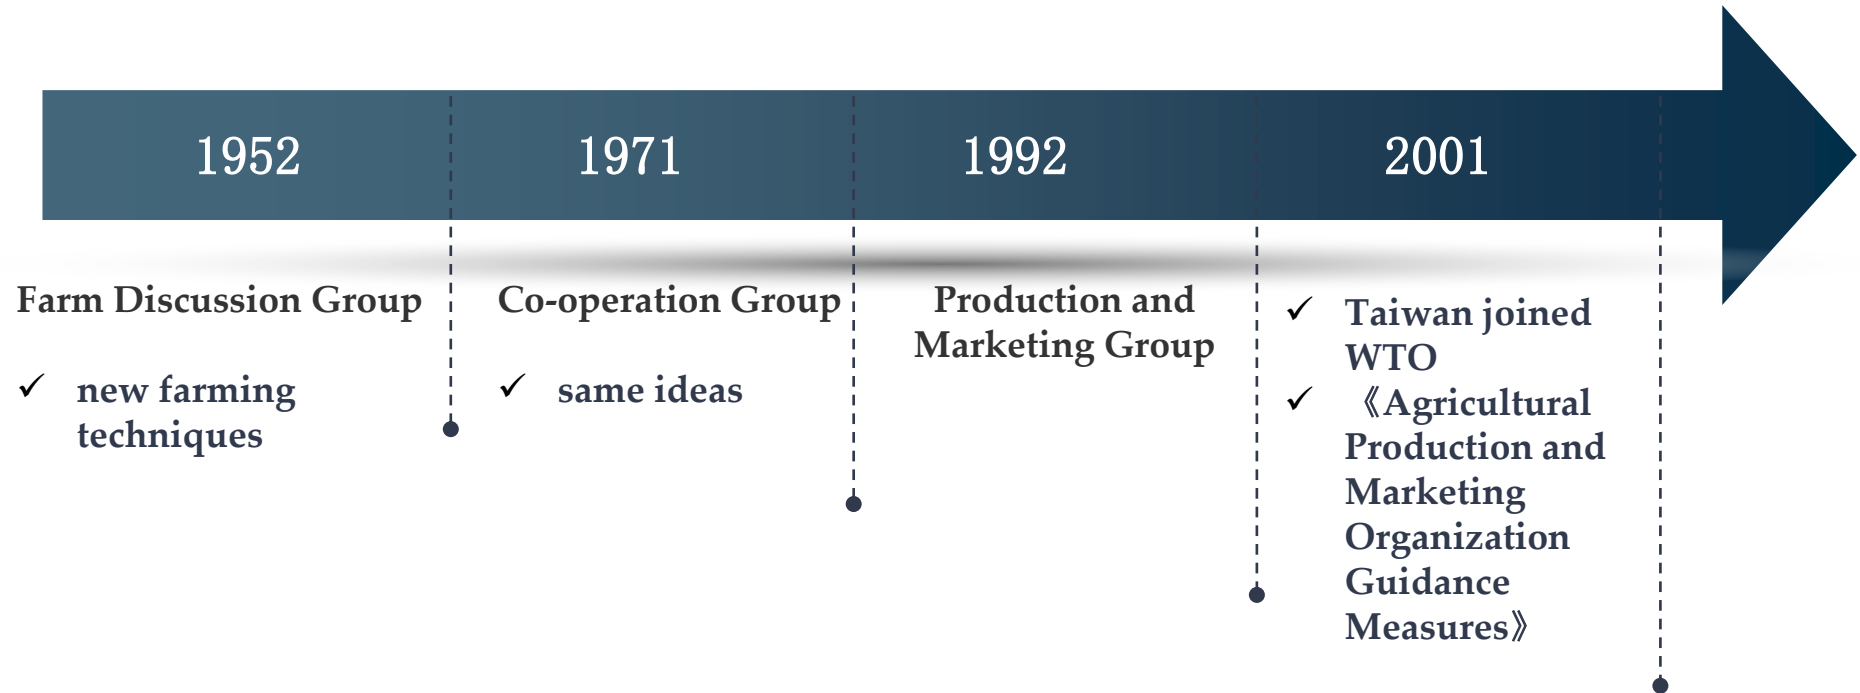 1952
1971
1992
2001
Farm Discussion Group
✓ new farming
techniques
Co-operation Group
✓ same ideas
Production and
Marketing Group
✓ Taiwan joined
WTO
✓ 《Agricultural
Production and
Marketing
Organization
Guidance
Measures》